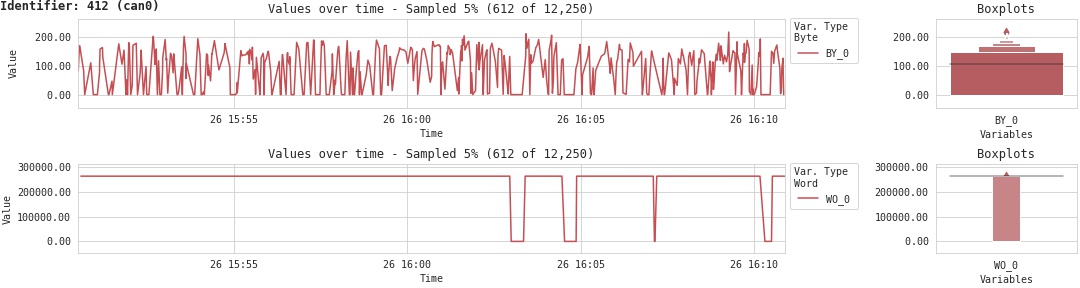 Identifier: 412 (can0)
Values over time - Sampled 5% (612 of 12,250)
Value
200.00
100.00
0.00
26 15:55
26 16:00
26 16:05
26 16:10
Time
Var. Type
Byte
BY_0
Boxplots
200.00
100.00
0.00
BY_0
Variables
Values over time - Sampled 5% (612 of 12,250)
Value
300000.00
200000.00
100000.00
0.00
26 15:55
26 16:00
26 16:05
26 16:10
Time
Var. Type
Word
WO_0
Boxplots
300000.00
200000.00
100000.00
0.00
WO_0
Variables